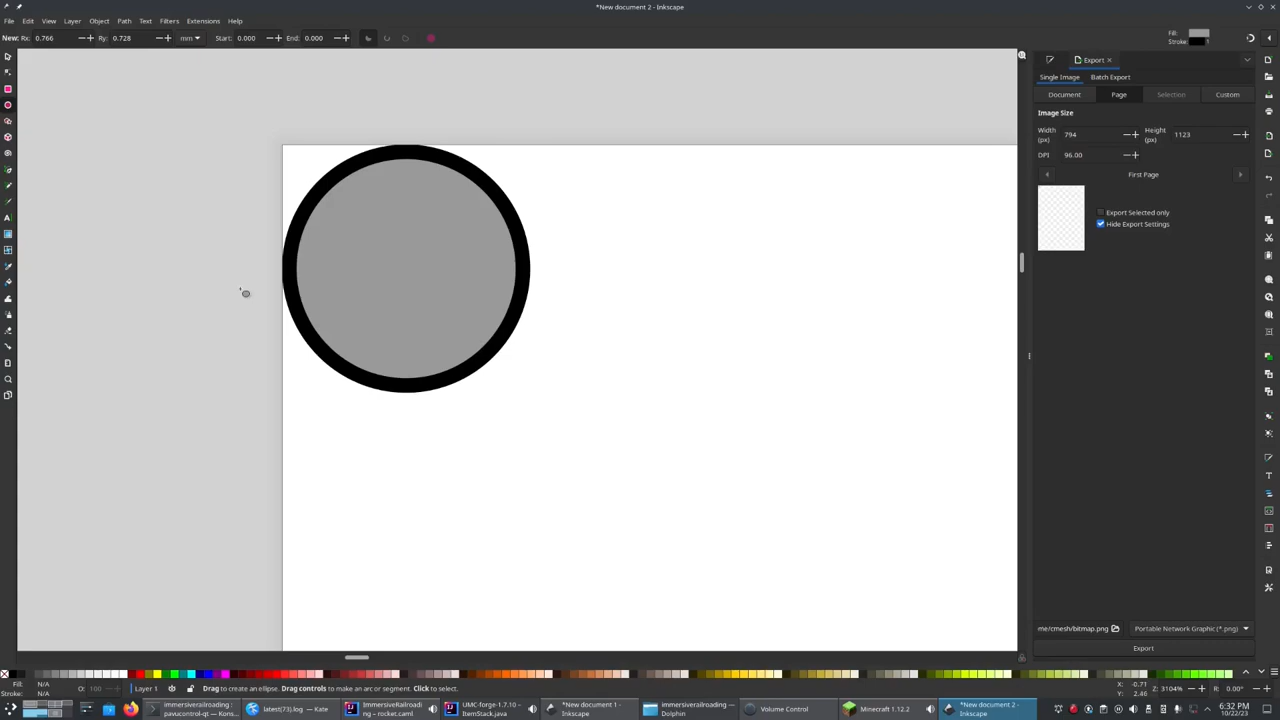 *New document 2 - Inkscape
File Edit View Layer Object Path Text Filters Extensions Help
New: Rx: 0.766 Ry: 0.728 mm Start: 0.000 End: 0.000 Fill:
Stroke: 1
Export
Single Image Batch Export
Document Page Selection Custom
Image Size
Width (px) 794 Height (px) 1123
DPI 96.00
First Page
Export Selected only
Hide Export Settings
me/cmesh/bitmap.png Portable Network Graphic (*.png)
Export
Fill: N/A
Stroke: N/A
O: 100 Layer 1 Drag to create an ellipse. Drag controls to make an arc or segment. Click to select. X: -0.71
Y: 2.46
Z: 3104% R: 0.00°
immersiverailroading : pavucontrol-qt — Kons...
latest(73).log — Kate
ImmersiveRailroading – rocket.caml
UMC-forge-1.7.10 – ItemStack.java
*New document 1 - Inkscape
immersiverailroading — Dolphin
Volume Control
Minecraft 1.12.2
*New document 2 - Inkscape
6:32 PM
10/22/23